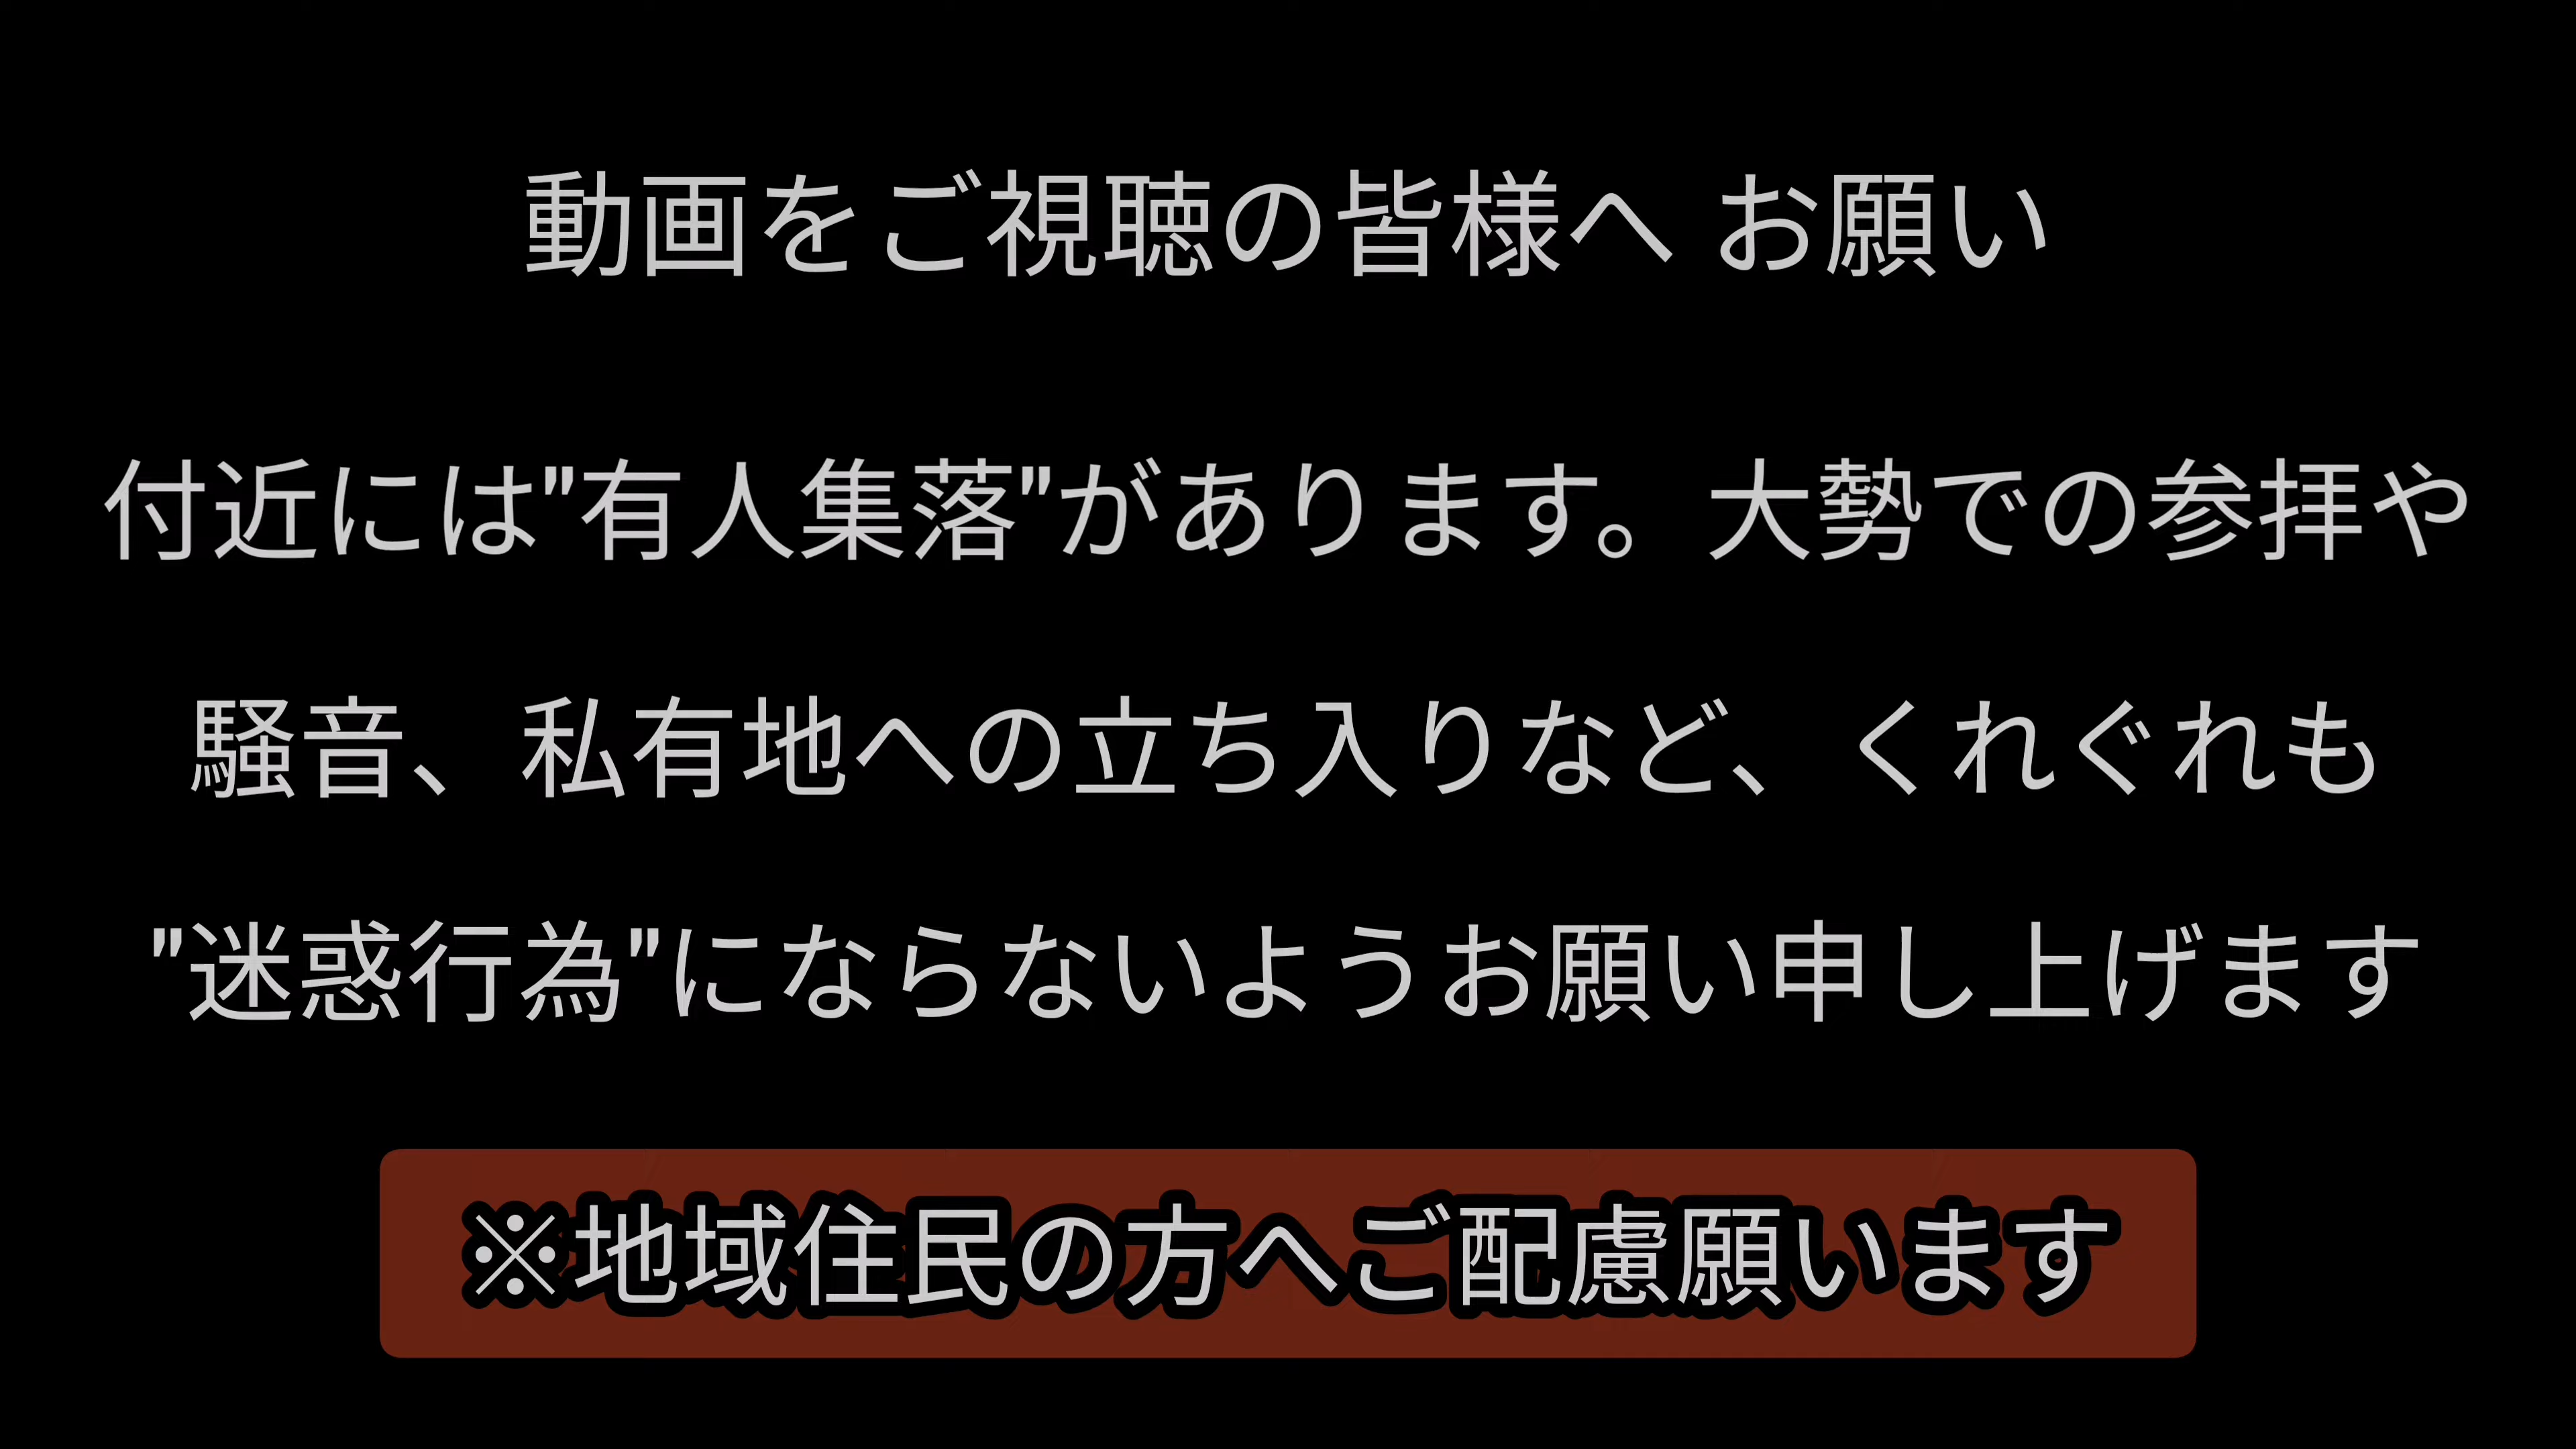 動画をご視聴の皆様へ お願い
付近には"有人集落"があります。大勢での参拝や
騒音、私有地への立ち入りなど、くれぐれも
"迷惑行為"にならないようお願い申し上げます
※地域住民の方へご配慮願います